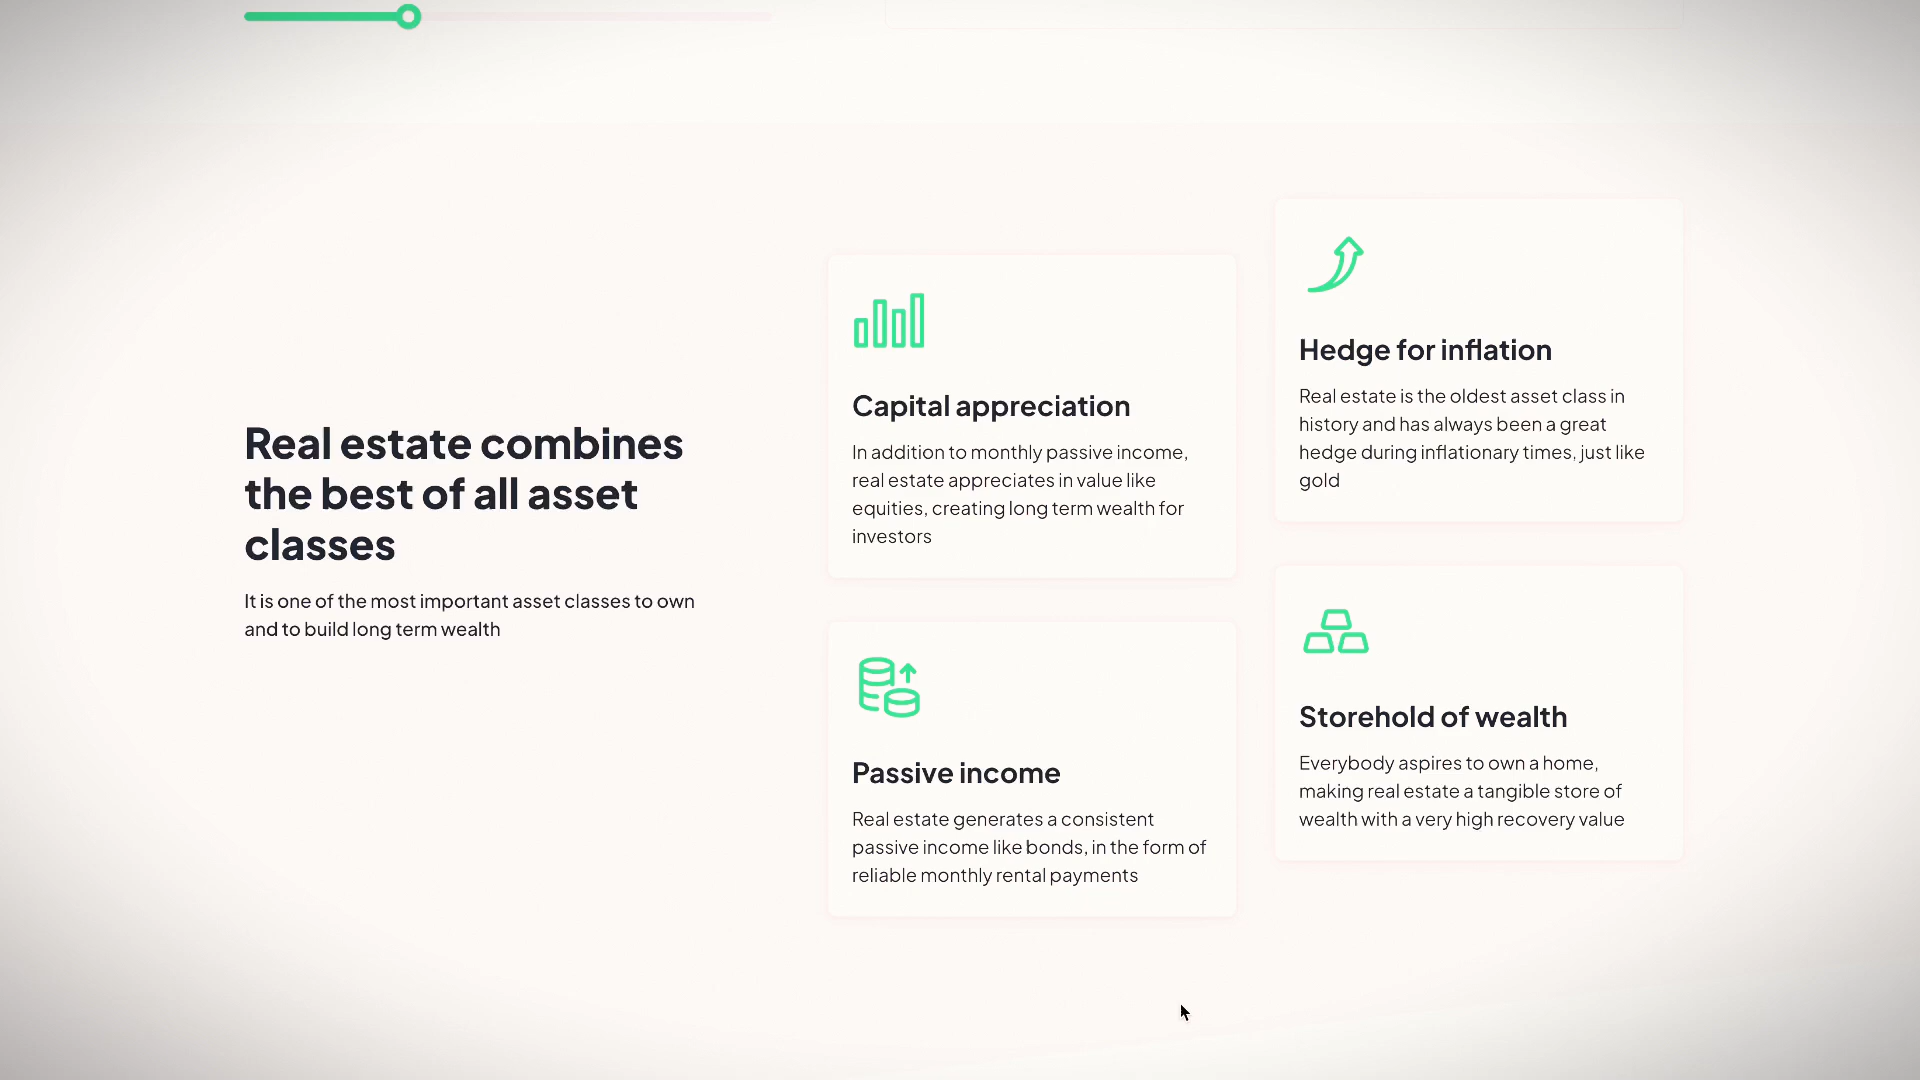 Real estate combines
the best of all asset
classes
It is one of the most important asset classes to own
and to build long term wealth
Capital appreciation
In addition to monthly passive income,
real estate appreciates in value like
equities, creating long term wealth for
investors
Passive income
Real estate generates a consistent
passive income like bonds, in the form of
reliable monthly rental payments
Hedge for inflation
Real estate is the oldest asset class in
history and has always been a great
hedge during inflationary times, just like
gold
Storehold of wealth
Everybody aspires to own a home,
making real estate a tangible store of
wealth with a very high recovery value